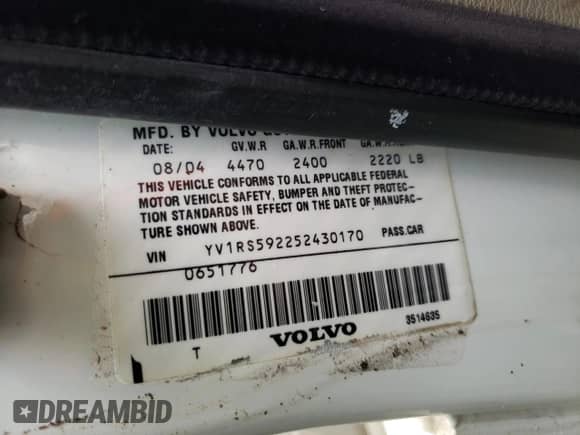 MFD. BY VOLVO
DATE: GV.W.R GA.W.R.FRONT GA.W.R.
08/04 4470 2400 2220 LB
THIS VEHICLE CONFORMS TO ALL APPLICABLE FEDERAL
MOTOR VEHICLE SAFETY, BUMPER AND THEFT PROTEC-
TION STANDARDS IN EFFECT ON THE DATE OF MANUFAC-
TURE SHOWN ABOVE.
VIN YV1RS592252430170 PASS.CAR
0651776
T VOLVO 3514635
DREAMBID